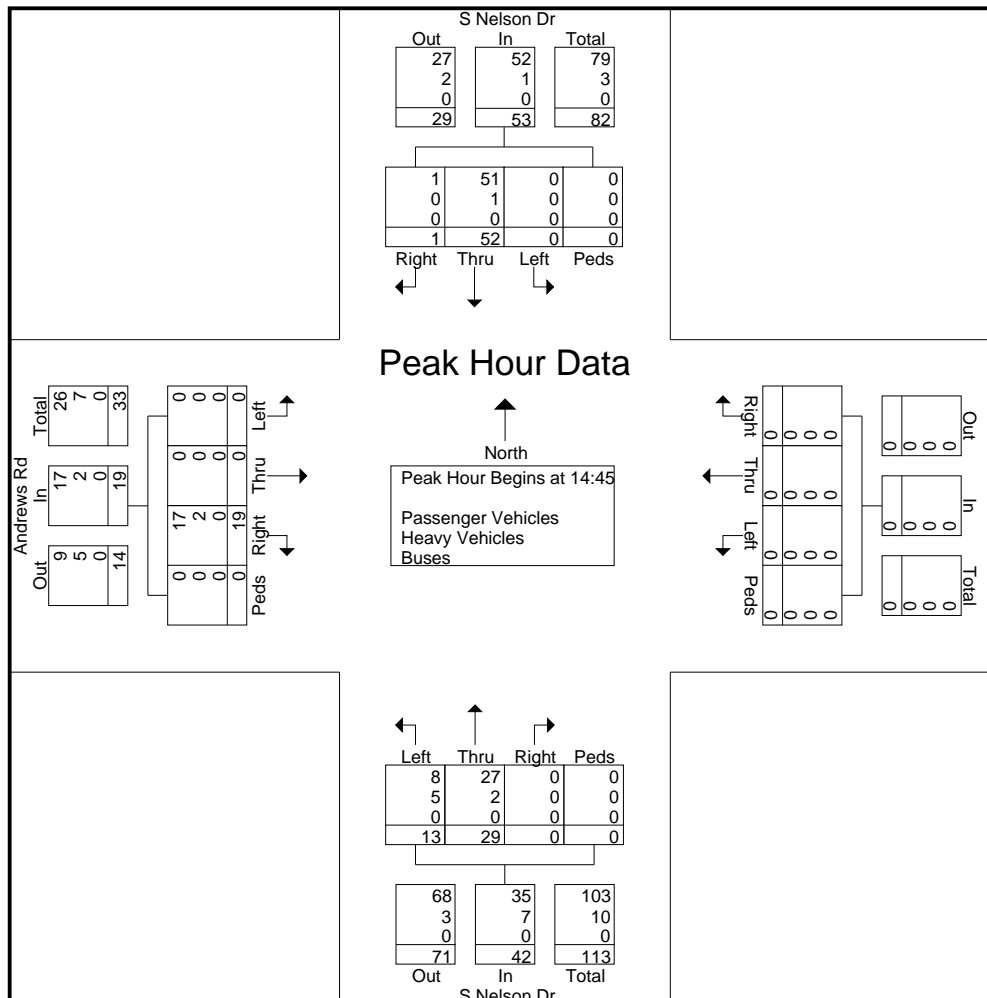 S Nelson Dr
Out In Total
27 52 79
2 1 3
0 0 0
29 53 82
1 51 0 0
0 1 0 0
0 0 0 0
1 52 0 0
Right Thru Left Peds
Peak Hour Data
North
Peak Hour Begins at 14:45
Passenger Vehicles
Heavy Vehicles
Buses
Andrews Rd
Out In Total
9 17 26
5 2 7
0 0 0
14 19 33
0 17 0 0
0 2 0 0
0 0 0 0
0 19 0 0
Peds Right Thru Left
Out In Total
0 0 0
0 0 0
0 0 0
0 0 0
0 0 0 0
0 0 0 0
0 0 0 0
0 0 0 0
Right Thru Left Peds
Left Thru Right Peds
8 27 0 0
5 2 0 0
0 0 0 0
13 29 0 0
68 35 103
3 7 10
0 0 0
71 42 113
Out In Total
S Nelson Dr